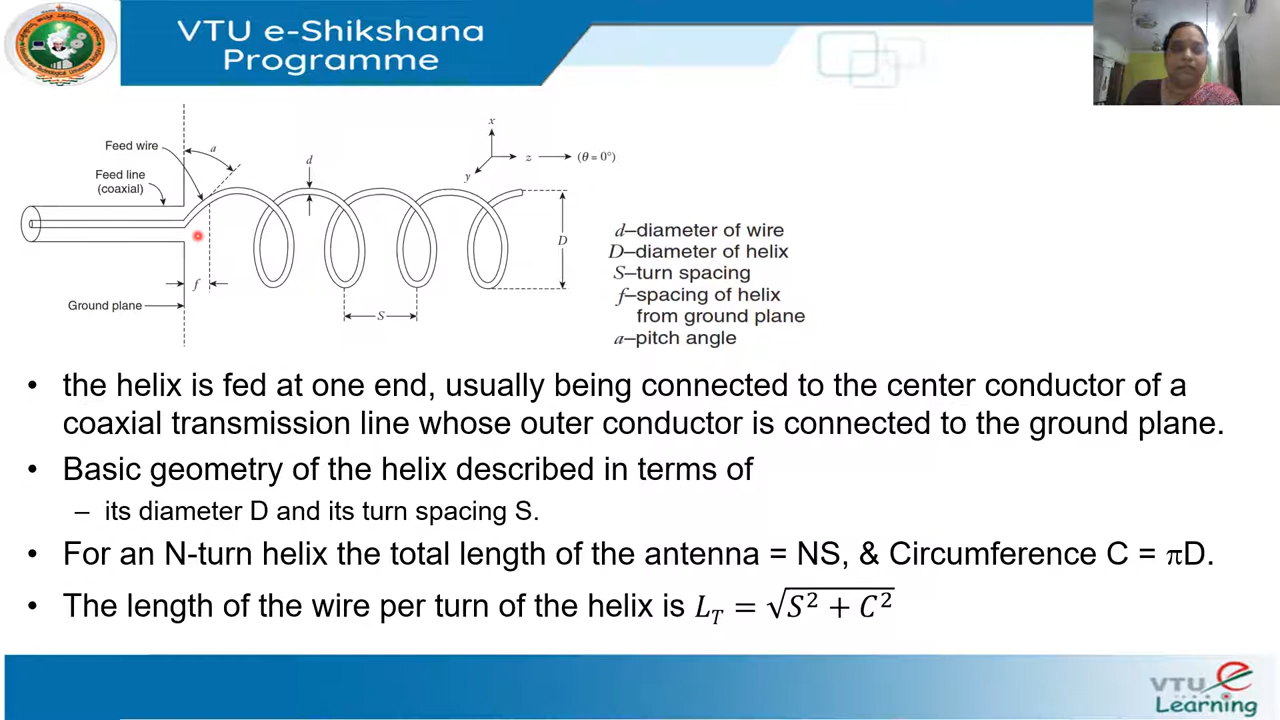 VTU e-Shikshana
Programme
Feed wire
a
Feed line
(coaxial)
d
x
z
(θ = 0°)
y
D
f
Ground plane
S
d–diameter of wire
D–diameter of helix
S–turn spacing
f–spacing of helix
from ground plane
a–pitch angle
• the helix is fed at one end, usually being connected to the center conductor of a
coaxial transmission line whose outer conductor is connected to the ground plane.
• Basic geometry of the helix described in terms of
– its diameter D and its turn spacing S.
• For an N-turn helix the total length of the antenna = NS, & Circumference C = πD.
• The length of the wire per turn of the helix is L_T = √(S² + C²)
VTU e
Learning